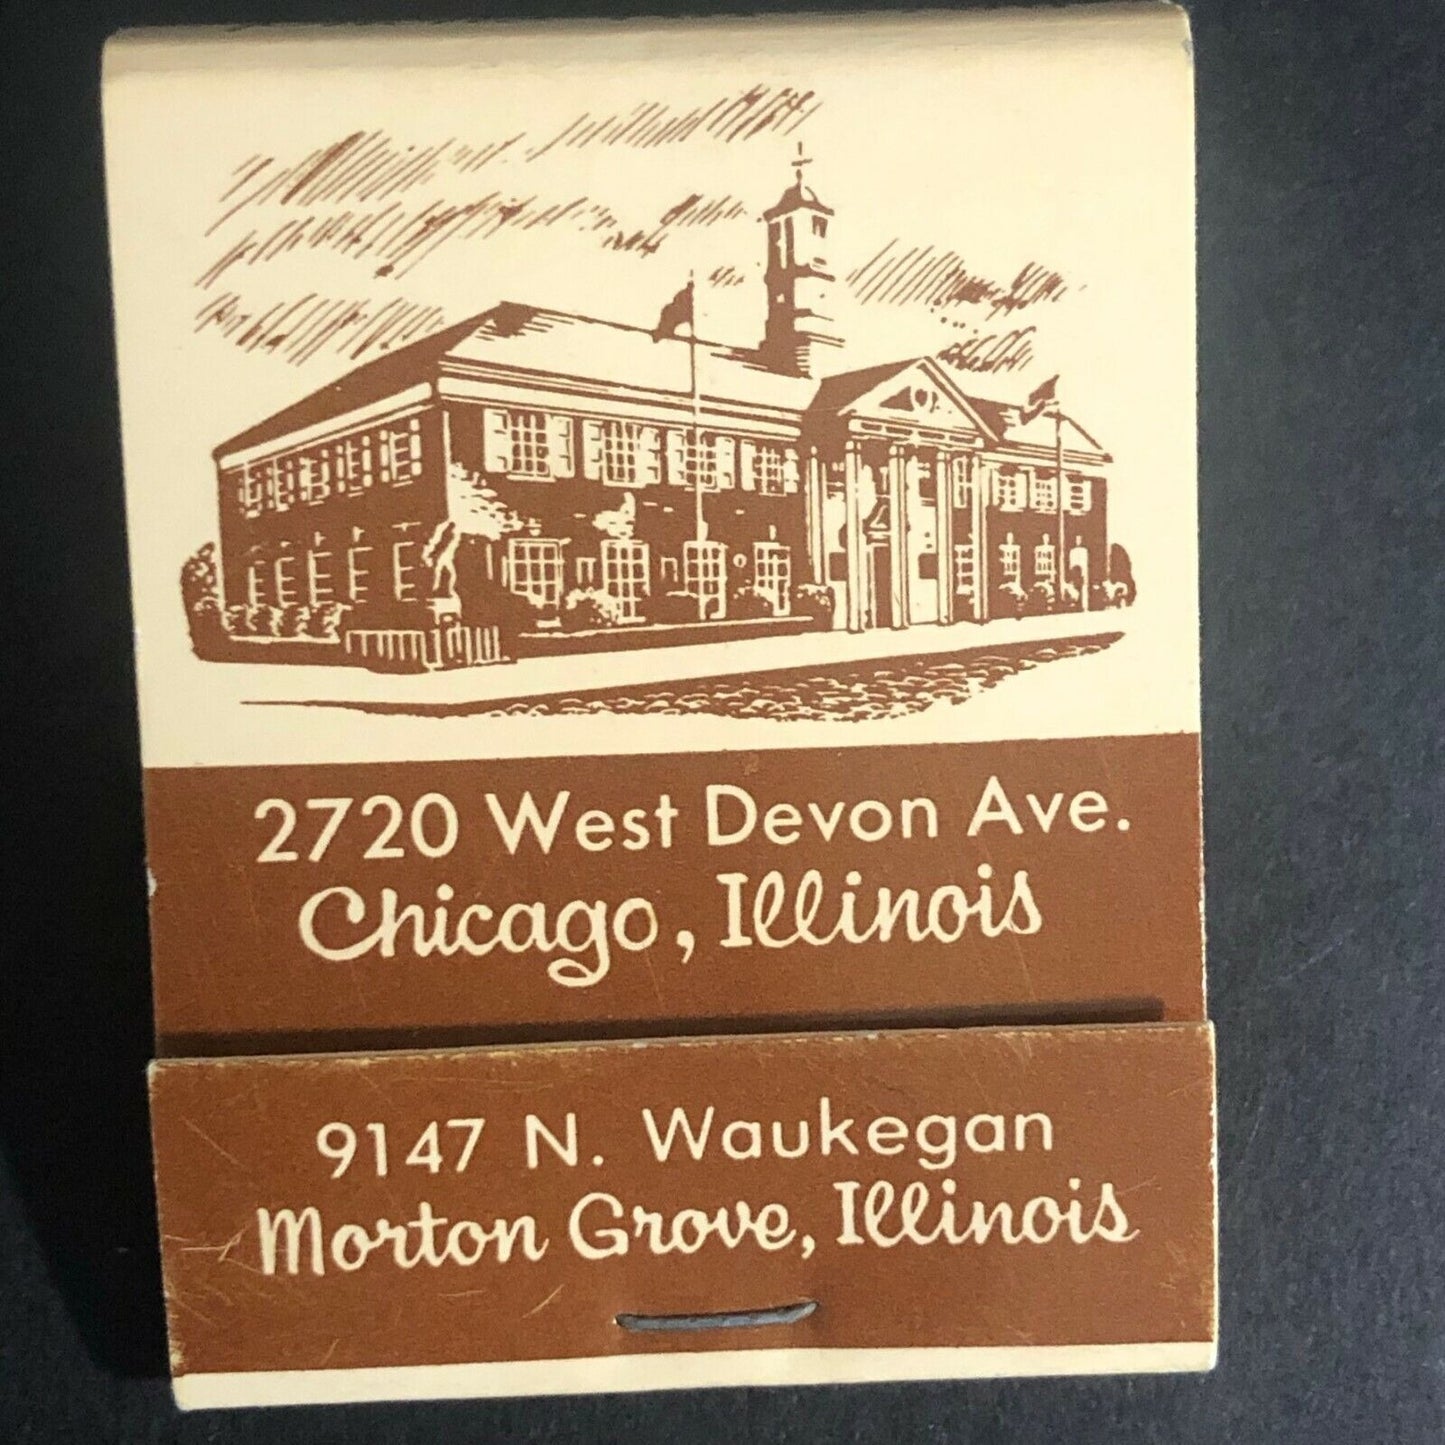 2720 West Devon Ave.
Chicago, Illinois
9147 N. Waukegan
Morton Grove, Illinois